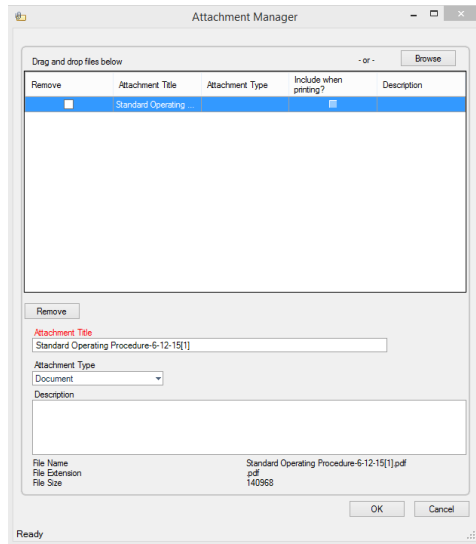 Attachment Manager
Drag and drop files below - or - Browse
Remove Attachment Title Attachment Type Include when printing? Description
Standard Operating ...
Remove
Attachment Title
Standard Operating Procedure-6-12-15[1]
Attachment Type
Document
Description
File Name Standard Operating Procedure-6-12-15[1].pdf
File Extension .pdf
File Size 140968
OK Cancel
Ready